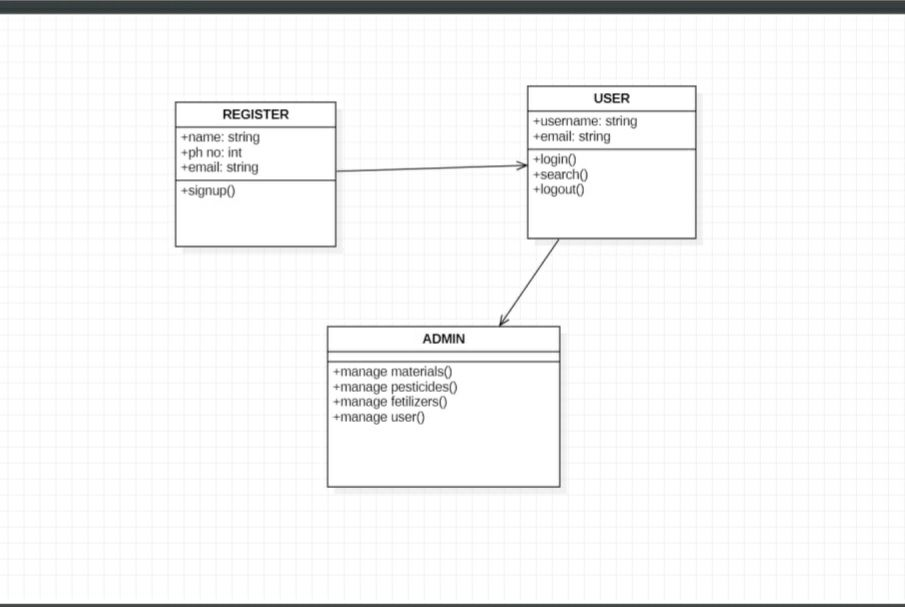 REGISTER
+name: string
+ph no: int
+email: string
+signup()
USER
+username: string
+email: string
+login()
+search()
+logout()
ADMIN
+manage materials()
+manage pesticides()
+manage fetilizers()
+manage user()